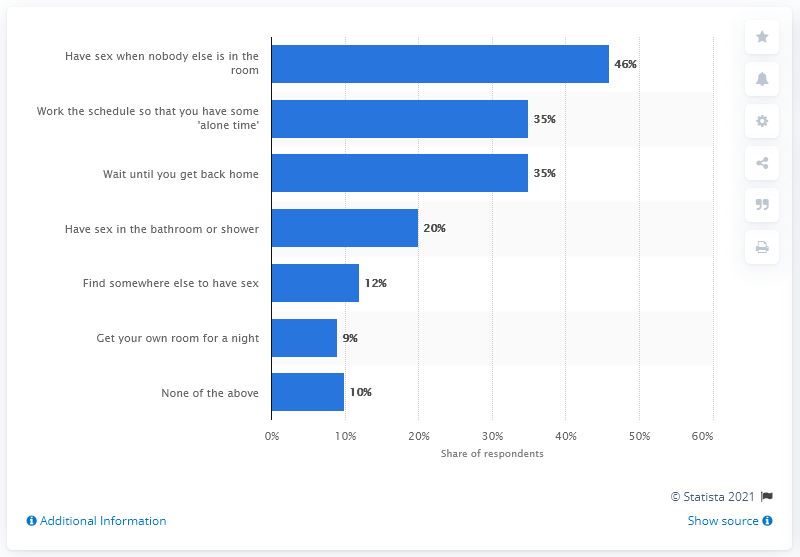 Have sex when nobody else is in the
room
46%
Work the schedule so that you have some
'alone time'
35%
Wait until you get back home
35%
Have sex in the bathroom or shower
20%
Find somewhere else to have sex
12%
Get your own room for a night
9%
None of the above
10%
0% 10% 20% 30% 40% 50% 60%
Share of respondents
© Statista 2021
Additional Information
Show source